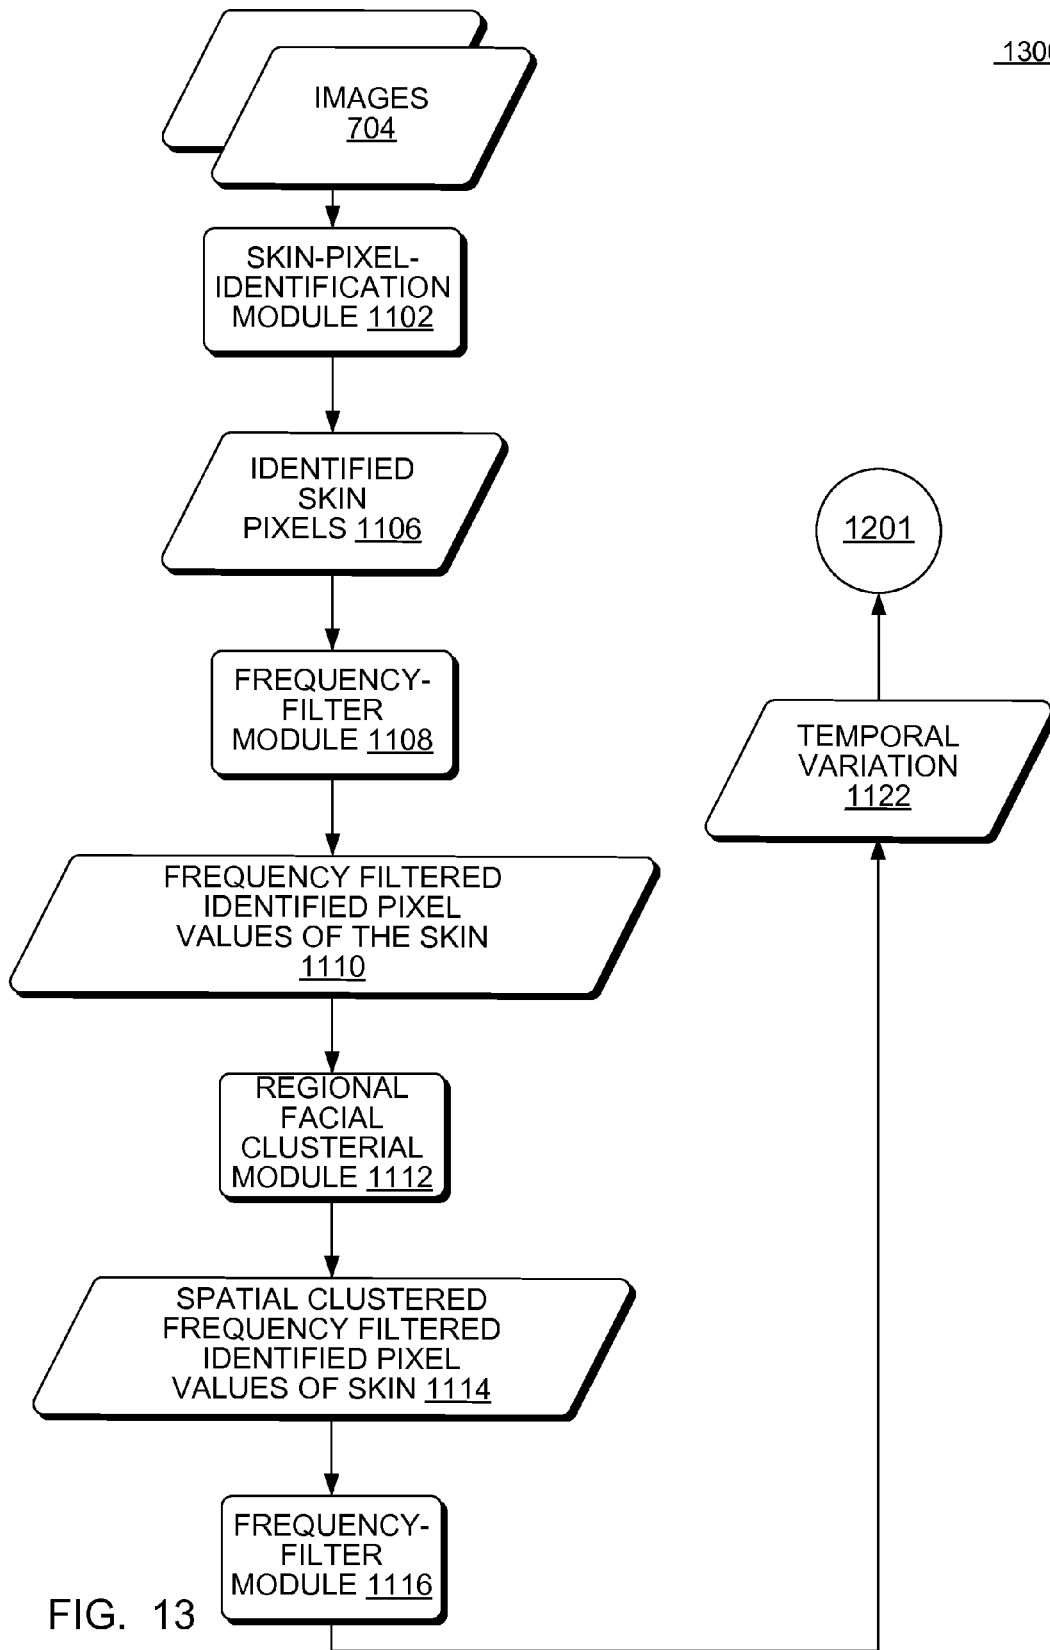 1300
IMAGES
704
SKIN-PIXEL-
IDENTIFICATION
MODULE 1102
IDENTIFIED
SKIN
PIXELS 1106
FREQUENCY-
FILTER
MODULE 1108
FREQUENCY FILTERED
IDENTIFIED PIXEL
VALUES OF THE SKIN
1110
REGIONAL
FACIAL
CLUSTERIAL
MODULE 1112
SPATIAL CLUSTERED
FREQUENCY FILTERED
IDENTIFIED PIXEL
VALUES OF SKIN 1114
FREQUENCY-
FILTER
MODULE 1116
1201
TEMPORAL
VARIATION
1122
FIG. 13